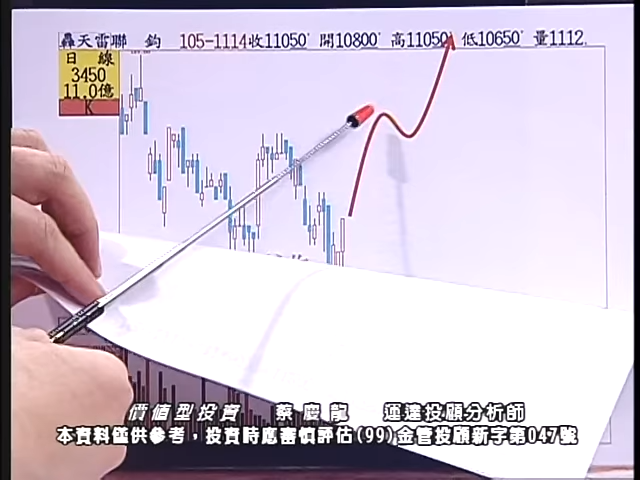 轟天雷聯 鈞 105-1114收11050 開10800 高11050 低10650 量1112.
日 線
3450
11.0億
K
價值型投資 蔡慶龍 運達投顧分析師
本資料僅供參考，投資時應審慎評估(99)金管投顧新字第047號